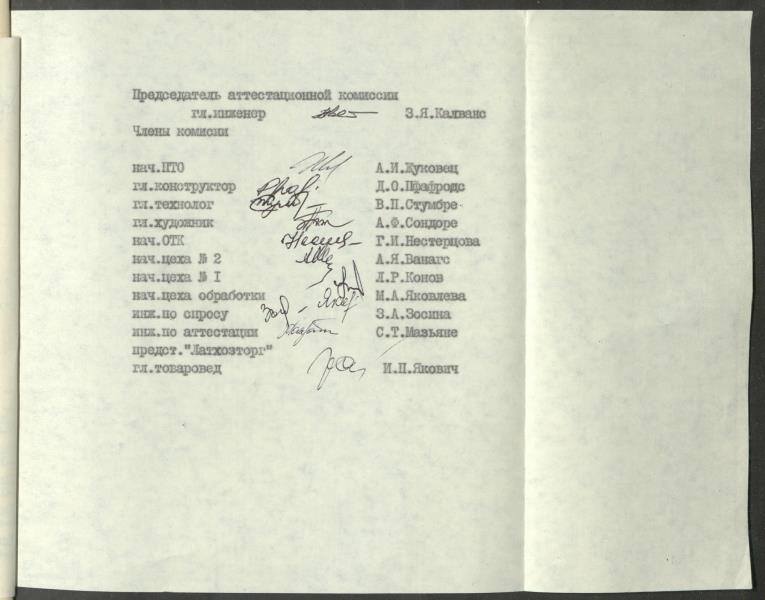 Председатель аттестационной комиссии
гл.инженер З.Я.Калванс
Члены комисии
нач.ПТО А.И.Жуковец
гл.конструктор Д.О.Пфафродс
гл.технолог В.П.Стумбре
гл.художник А.Ф.Сондоре
нач.ОТК Г.И.Нестерцова
нач.цеха № 2 А.Я.Ванагс
нач.цеха № I Л.Р.Конов
нач.цеха обработки М.А.Яковлева
инж.по спросу З.А.Зосина
инж.по аттестации С.Т.Мазьяне
предст."Латхозторг"
гл.товаровед И.П.Якович